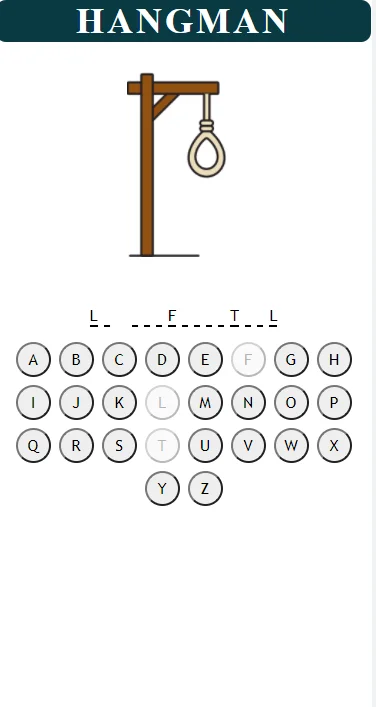 HANGMAN
L _   _ _ _ F _ _ _ _ T _ _ L
A B C D E F G H
I J K L M N O P
Q R S T U V W X
Y Z